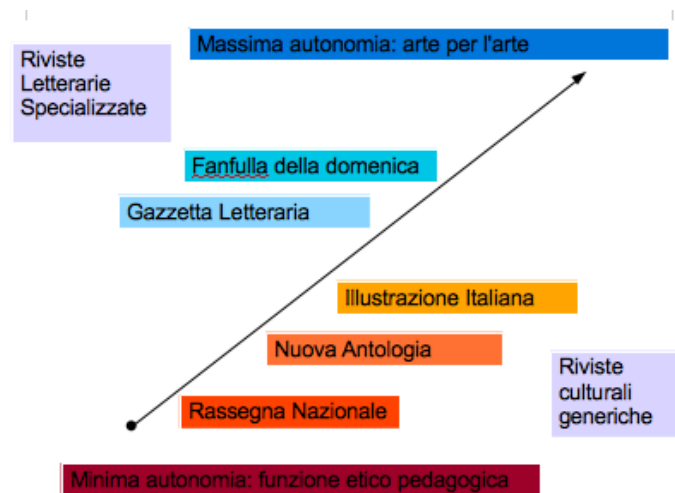 Massima autonomia: arte per l'arte
Riviste
Letterarie
Specializzate
Fanfulla della domenica
Gazzetta Letteraria
Illustrazione Italiana
Nuova Antologia
Riviste
culturali
generiche
Rassegna Nazionale
Minima autonomia: funzione etico pedagogica